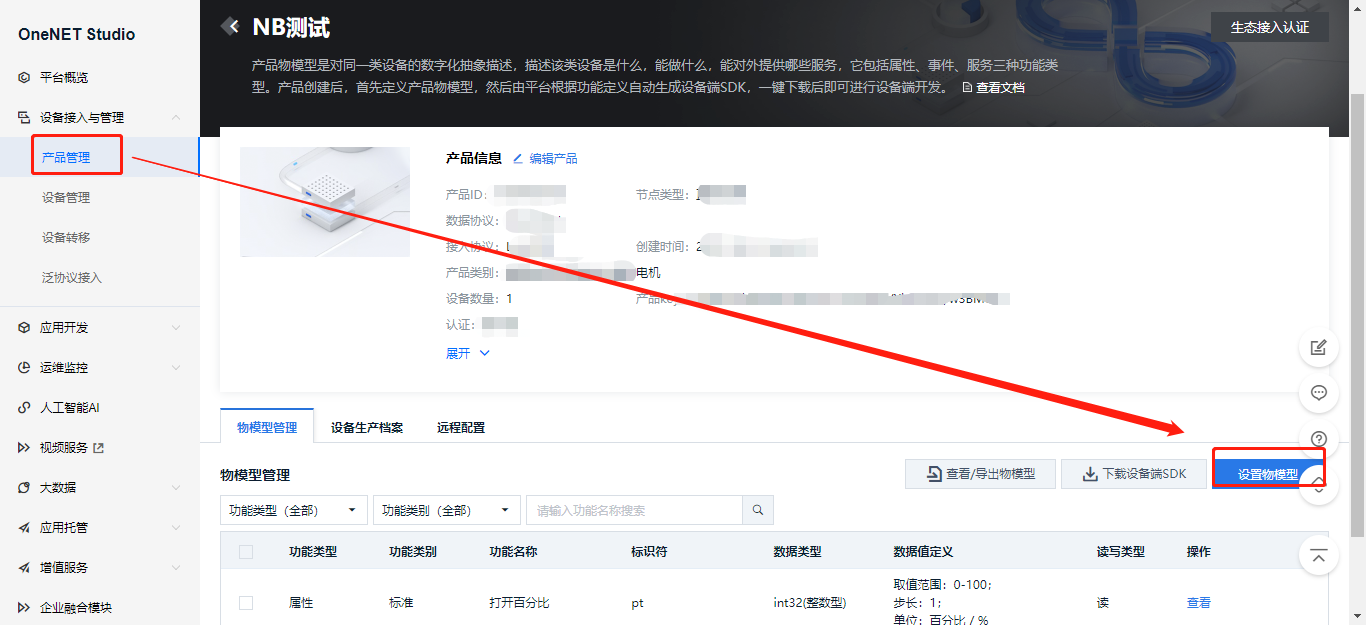 OneNET Studio
平台概览
设备接入与管理
产品管理
设备管理
设备转移
泛协议接入
应用开发
运维监控
人工智能AI
视频服务
大数据
应用托管
增值服务
企业融合模块
NB测试
生态接入认证
产品物模型是对同一类设备的数字化抽象描述，描述该类设备是什么，能做什么，能对外提供哪些服务，它包括属性、事件、服务三种功能类
型。产品创建后，首先定义产品物模型，然后由平台根据功能定义自动生成设备端SDK，一键下载后即可进行设备端开发。 查看文档
产品信息 编辑产品
产品ID： 节点类型：
数据协议：
接入协议： 创建时间：2
产品类别： 电机
设备数量：1 产品key
认证：
展开
物模型管理 设备生产档案 远程配置
物模型管理 查看/导出物模型 下载设备端SDK 设置物模型
功能类型（全部） 功能类别（全部） 请输入功能名称搜索
功能类型 功能类别 功能名称 标识符 数据类型 数据值定义 读写类型 操作
取值范围：0-100;
属性 标准 打开百分比 pt int32(整数型) 步长：1; 读 查看
单位：百分比 / %